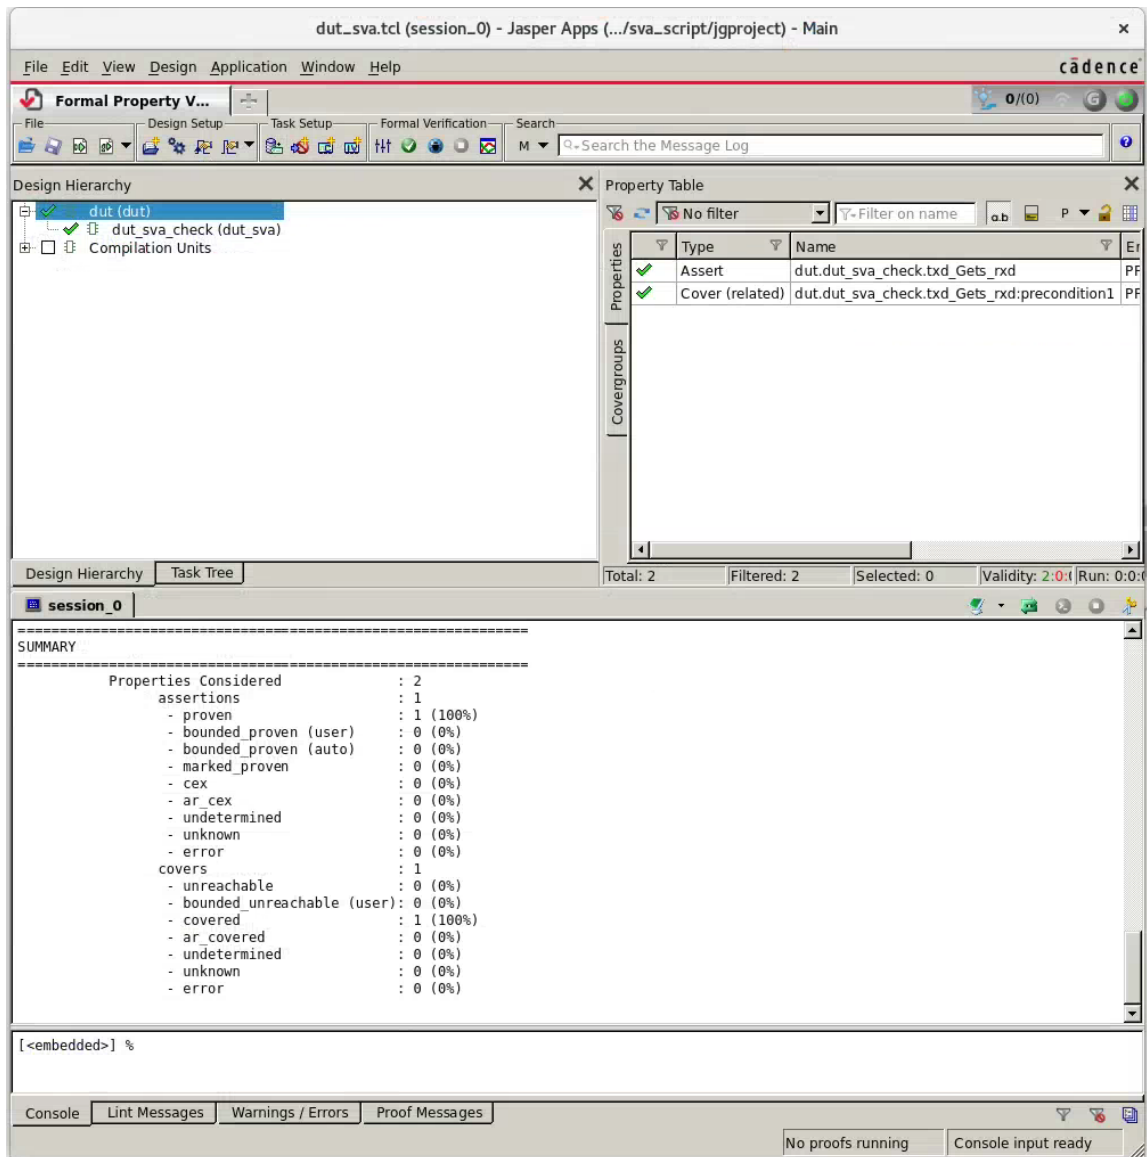 dut_sva.tcl (session_0) - Jasper Apps (.../sva_script/jgproject) - Main
File Edit View Design Application Window Help
cādence
Formal Property V...
0/(0)
File Design Setup Task Setup Formal Verification Search
M Search the Message Log
Design Hierarchy
dut (dut)
dut_sva_check (dut_sva)
Compilation Units
Design Hierarchy Task Tree
Property Table
No filter Filter on name a.b P
Properties
Covergroups
Type Name
Assert dut.dut_sva_check.txd_Gets_rxd
Cover (related) dut.dut_sva_check.txd_Gets_rxd:precondition1
Total: 2 Filtered: 2 Selected: 0 Validity: 2:0:( Run: 0:0:
session_0
==============================================================
SUMMARY
==============================================================
Properties Considered : 2
assertions : 1
- proven : 1 (100%)
- bounded_proven (user) : 0 (0%)
- bounded_proven (auto) : 0 (0%)
- marked_proven : 0 (0%)
- cex : 0 (0%)
- ar_cex : 0 (0%)
- undetermined : 0 (0%)
- unknown : 0 (0%)
- error : 0 (0%)
covers : 1
- unreachable : 0 (0%)
- bounded_unreachable (user): 0 (0%)
- covered : 1 (100%)
- ar_covered : 0 (0%)
- undetermined : 0 (0%)
- unknown : 0 (0%)
- error : 0 (0%)
[<embedded>] %
Console Lint Messages Warnings / Errors Proof Messages
No proofs running Console input ready